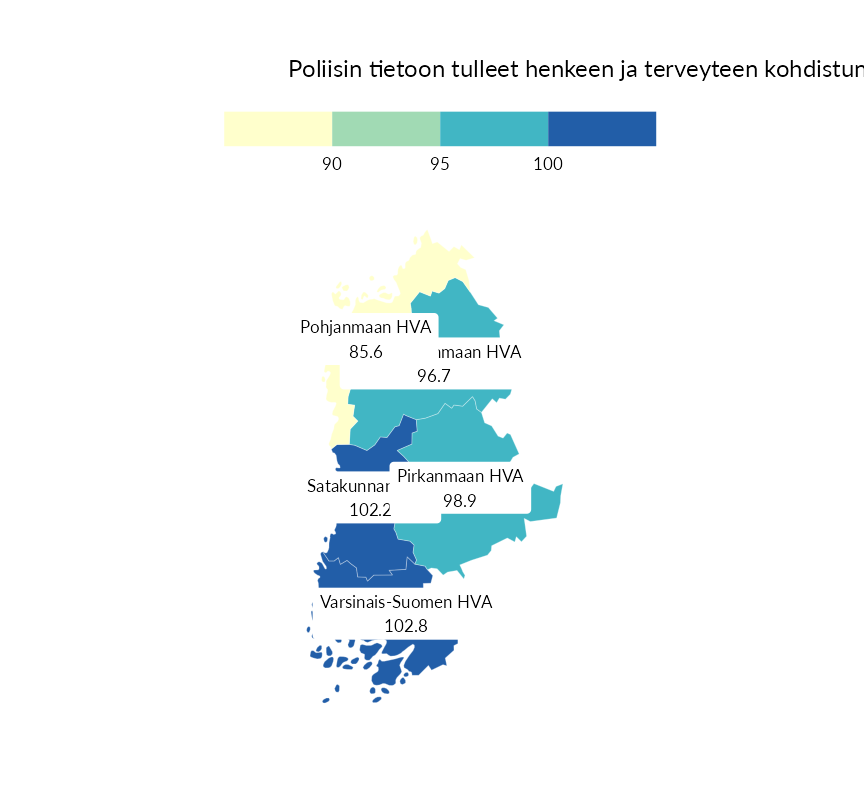 Poliisin tietoon tulleet henkeen ja terveyteen kohdistun
90
95
100
Pohjanmaan HVA
85.6
nmaan HVA
96.7
Pirkanmaan HVA
98.9
Satakunnan
102.2
Varsinais-Suomen HVA
102.8